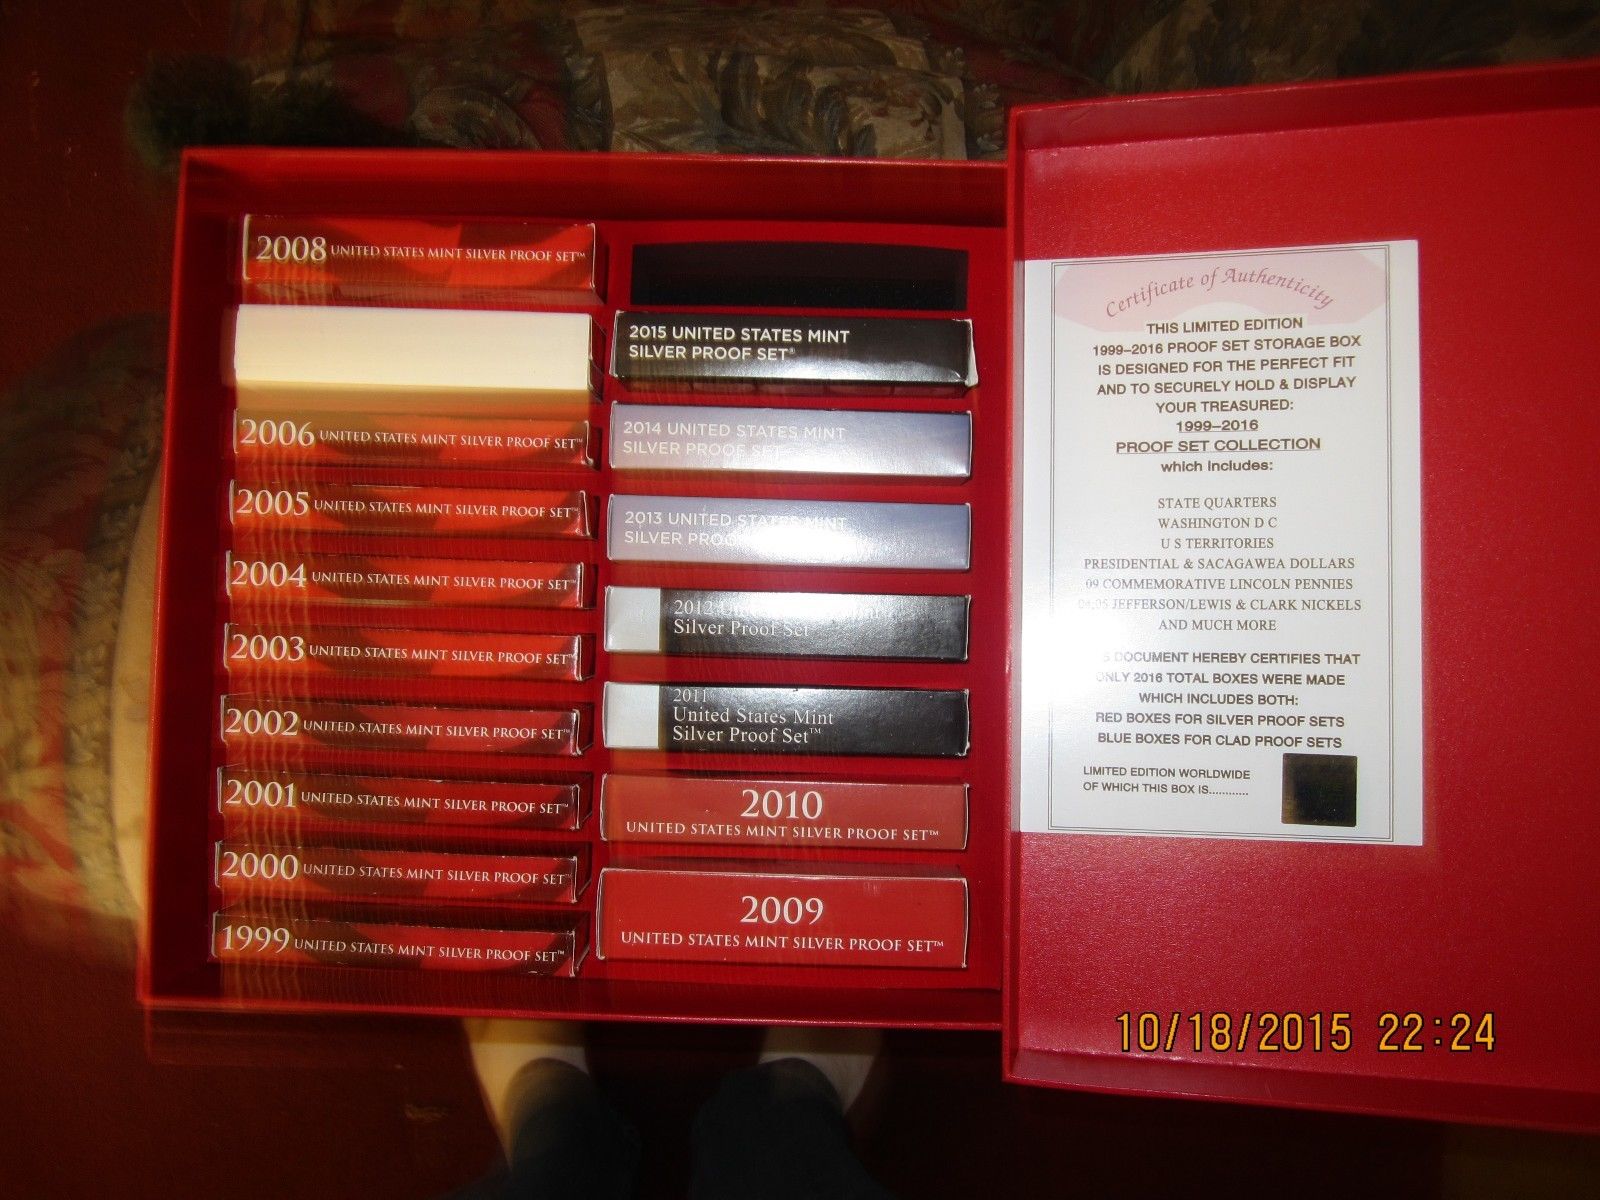 2008 UNITED STATES MINT SILVER PROOF SET™
2006 UNITED STATES MINT SILVER PROOF SET™
2005 UNITED STATES MINT SILVER PROOF SET™
2004 UNITED STATES MINT SILVER PROOF SET™
2003 UNITED STATES MINT SILVER PROOF SET™
2002 UNITED STATES MINT SILVER PROOF SET™
2001 UNITED STATES MINT SILVER PROOF SET™
2000 UNITED STATES MINT SILVER PROOF SET™
1999 UNITED STATES MINT SILVER PROOF SET™
2015 UNITED STATES MINT
SILVER PROOF SET®
2014 UNITED STATES MINT
SILVER PROOF SET
2013 UNITED STATES MINT
SILVER PROOF
2012
Silver Proof Set
2011
United States Mint
Silver Proof Set™
2010
UNITED STATES MINT SILVER PROOF SET™
2009
UNITED STATES MINT SILVER PROOF SET™
Certificate of Authenticity
THIS LIMITED EDITION
1999–2016 PROOF SET STORAGE BOX
IS DESIGNED FOR THE PERFECT FIT
AND TO SECURELY HOLD & DISPLAY
YOUR TREASURED:
1999–2016
PROOF SET COLLECTION
which includes:
STATE QUARTERS
WASHINGTON D C
U S TERRITORIES
PRESIDENTIAL & SACAGAWEA DOLLARS
09 COMMEMORATIVE LINCOLN PENNIES
JEFFERSON/LEWIS & CLARK NICKELS
AND MUCH MORE
DOCUMENT HEREBY CERTIFIES THAT
ONLY 2016 TOTAL BOXES WERE MADE
WHICH INCLUDES BOTH:
RED BOXES FOR SILVER PROOF SETS
BLUE BOXES FOR CLAD PROOF SETS
LIMITED EDITION WORLDWIDE
OF WHICH THIS BOX IS............
10/18/2015 22:24